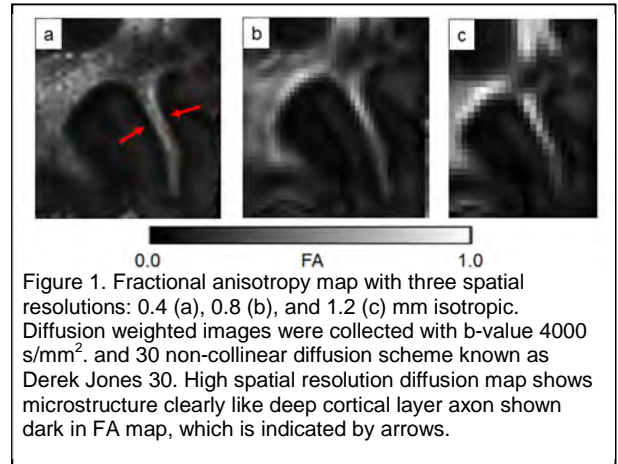 a b c
0.0 FA 1.0
Figure 1. Fractional anisotropy map with three spatial
resolutions: 0.4 (a), 0.8 (b), and 1.2 (c) mm isotropic.
Diffusion weighted images were collected with b-value 4000
s/mm². and 30 non-collinear diffusion scheme known as
Derek Jones 30. High spatial resolution diffusion map shows
microstructure clearly like deep cortical layer axon shown
dark in FA map, which is indicated by arrows.